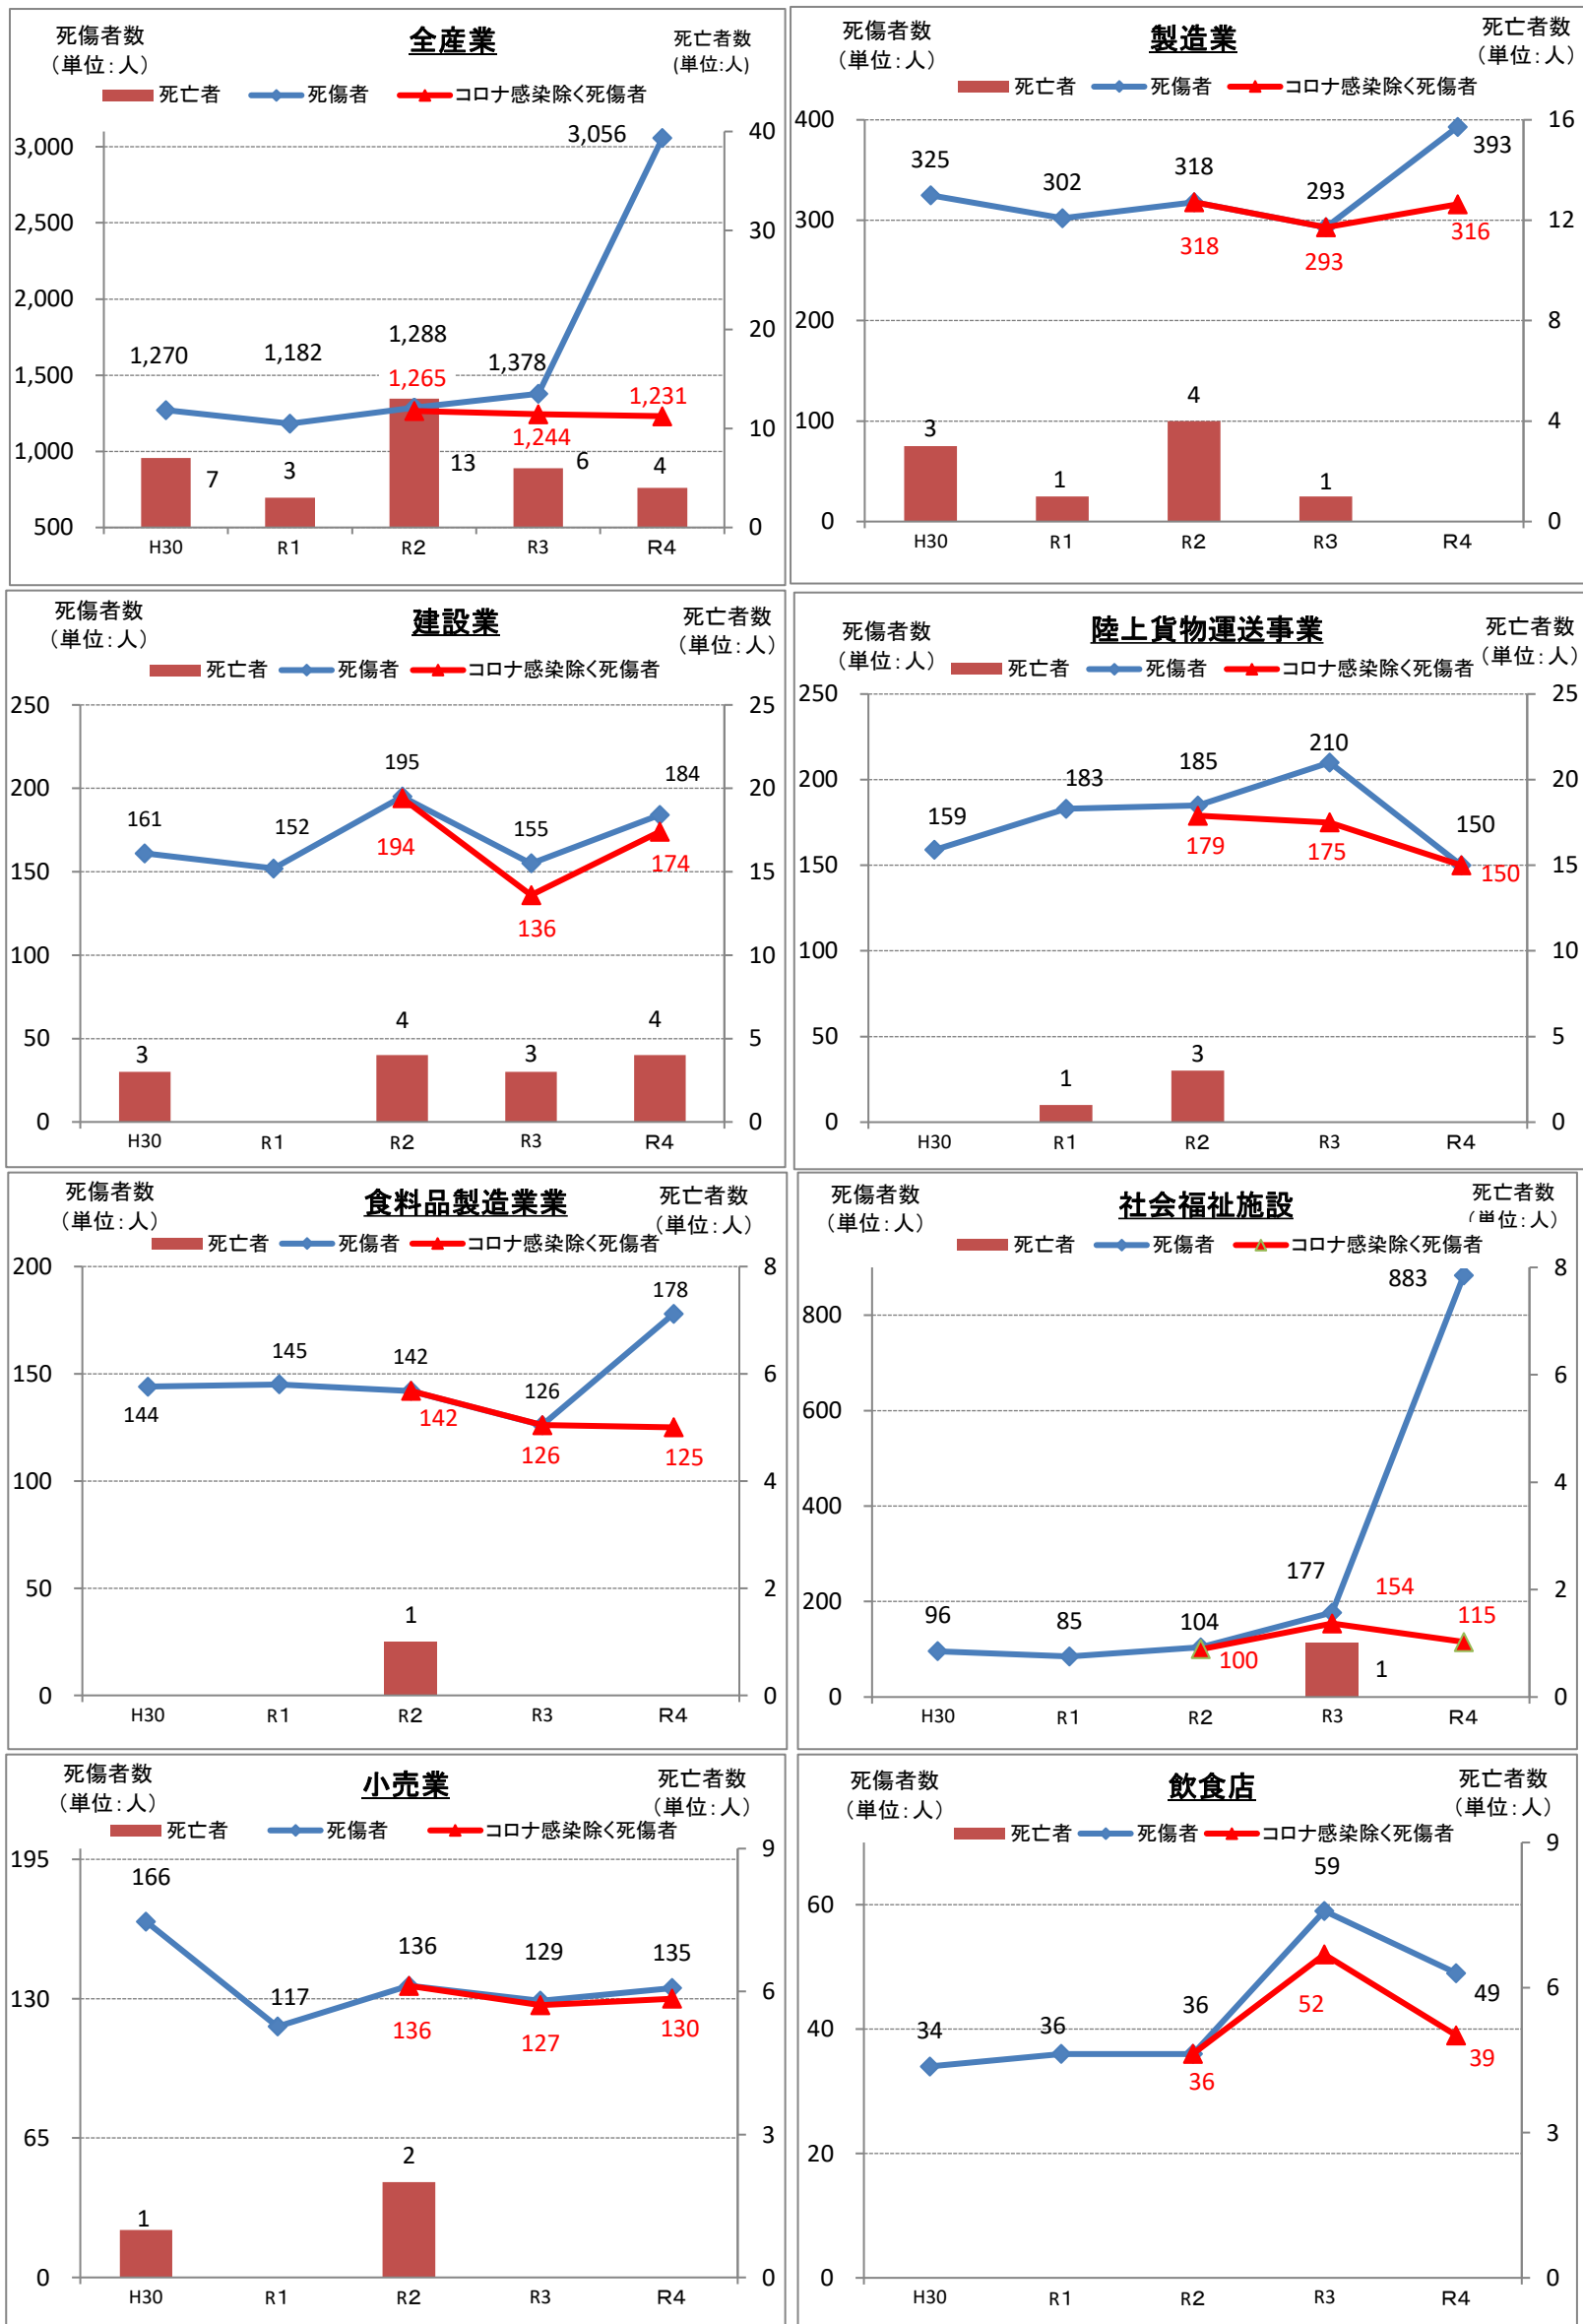 死傷者数
（単位：人）
全産業
死亡者数
(単位:人)
死亡者 死傷者 コロナ感染除く死傷者
3,000
2,500
2,000
1,500
1,000
500
40
30
20
10
0
3,056
1,270
1,182
1,288
1,378
1,265
1,244
1,231
7
3
13
6
4
H30 R1 R2 R3 R4
死傷者数
（単位：人）
製造業
死亡者数
（単位：人）
死亡者 死傷者 コロナ感染除く死傷者
400
300
200
100
0
16
12
8
4
0
325
302
318
293
393
318
293
316
3
1
4
1
H30 R1 R2 R3 R4
死傷者数
（単位：人）
建設業
死亡者数
（単位：人）
死亡者 死傷者 コロナ感染除く死傷者
250
200
150
100
50
0
25
20
15
10
5
0
161
152
195
155
184
194
136
174
3
4
3
4
H30 R1 R2 R3 R4
死傷者数
（単位：人）
陸上貨物運送事業
死亡者数
（単位：人）
死亡者 死傷者 コロナ感染除く死傷者
250
200
150
100
50
0
25
20
15
10
5
0
159
183
185
210
150
179
175
150
1
3
H30 R1 R2 R3 R4
死傷者数
（単位：人）
食料品製造業業
死亡者数
（単位：人）
死亡者 死傷者 コロナ感染除く死傷者
200
150
100
50
0
8
6
4
2
0
144
145
142
126
178
142
126
125
1
H30 R1 R2 R3 R4
死傷者数
（単位：人）
社会福祉施設
死亡者数
（単位：人）
死亡者 死傷者 コロナ感染除く死傷者
800
600
400
200
0
8
6
4
2
0
883
96
85
104
177
100
154
115
1
H30 R1 R2 R3 R4
死傷者数
（単位：人）
小売業
死亡者数
（単位：人）
死亡者 死傷者 コロナ感染除く死傷者
195
130
65
0
9
6
3
0
166
117
136
129
135
136
127
130
1
2
H30 R1 R2 R3 R4
死傷者数
（単位：人）
飲食店
死亡者数
（単位：人）
死亡者 死傷者 コロナ感染除く死傷者
60
40
20
0
9
6
3
0
34
36
36
59
49
36
52
39
H30 R1 R2 R3 R4